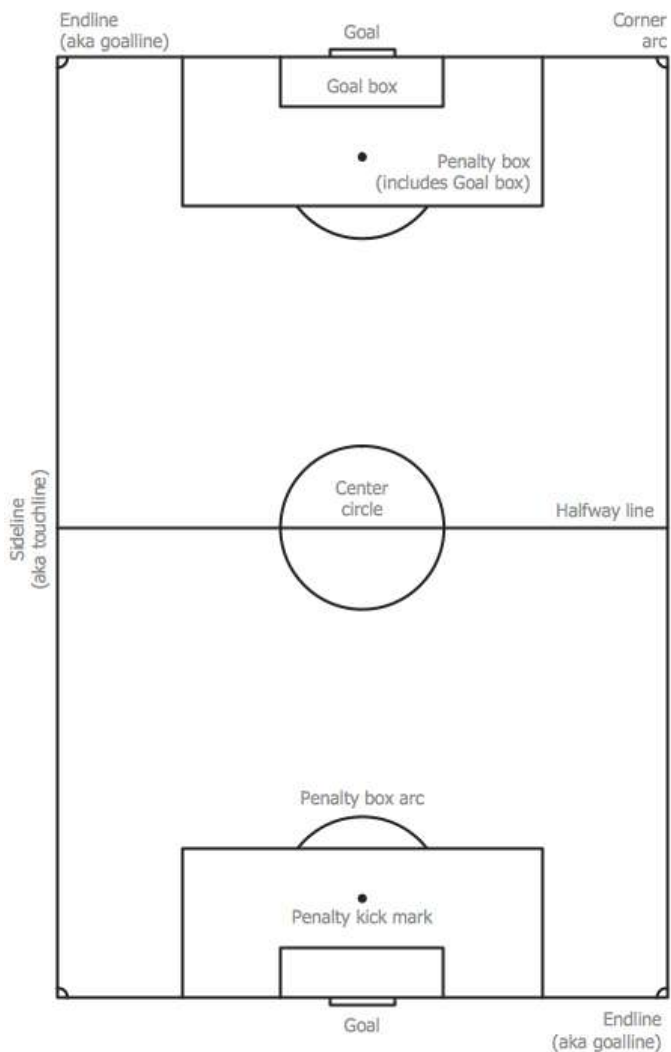 Endline
(aka goalline)
Goal
Corner
arc
Goal box
Penalty box
(includes Goal box)
Center
circle
Halfway line
Sideline
(aka touchline)
Penalty box arc
Penalty kick mark
Goal
Endline
(aka goalline)